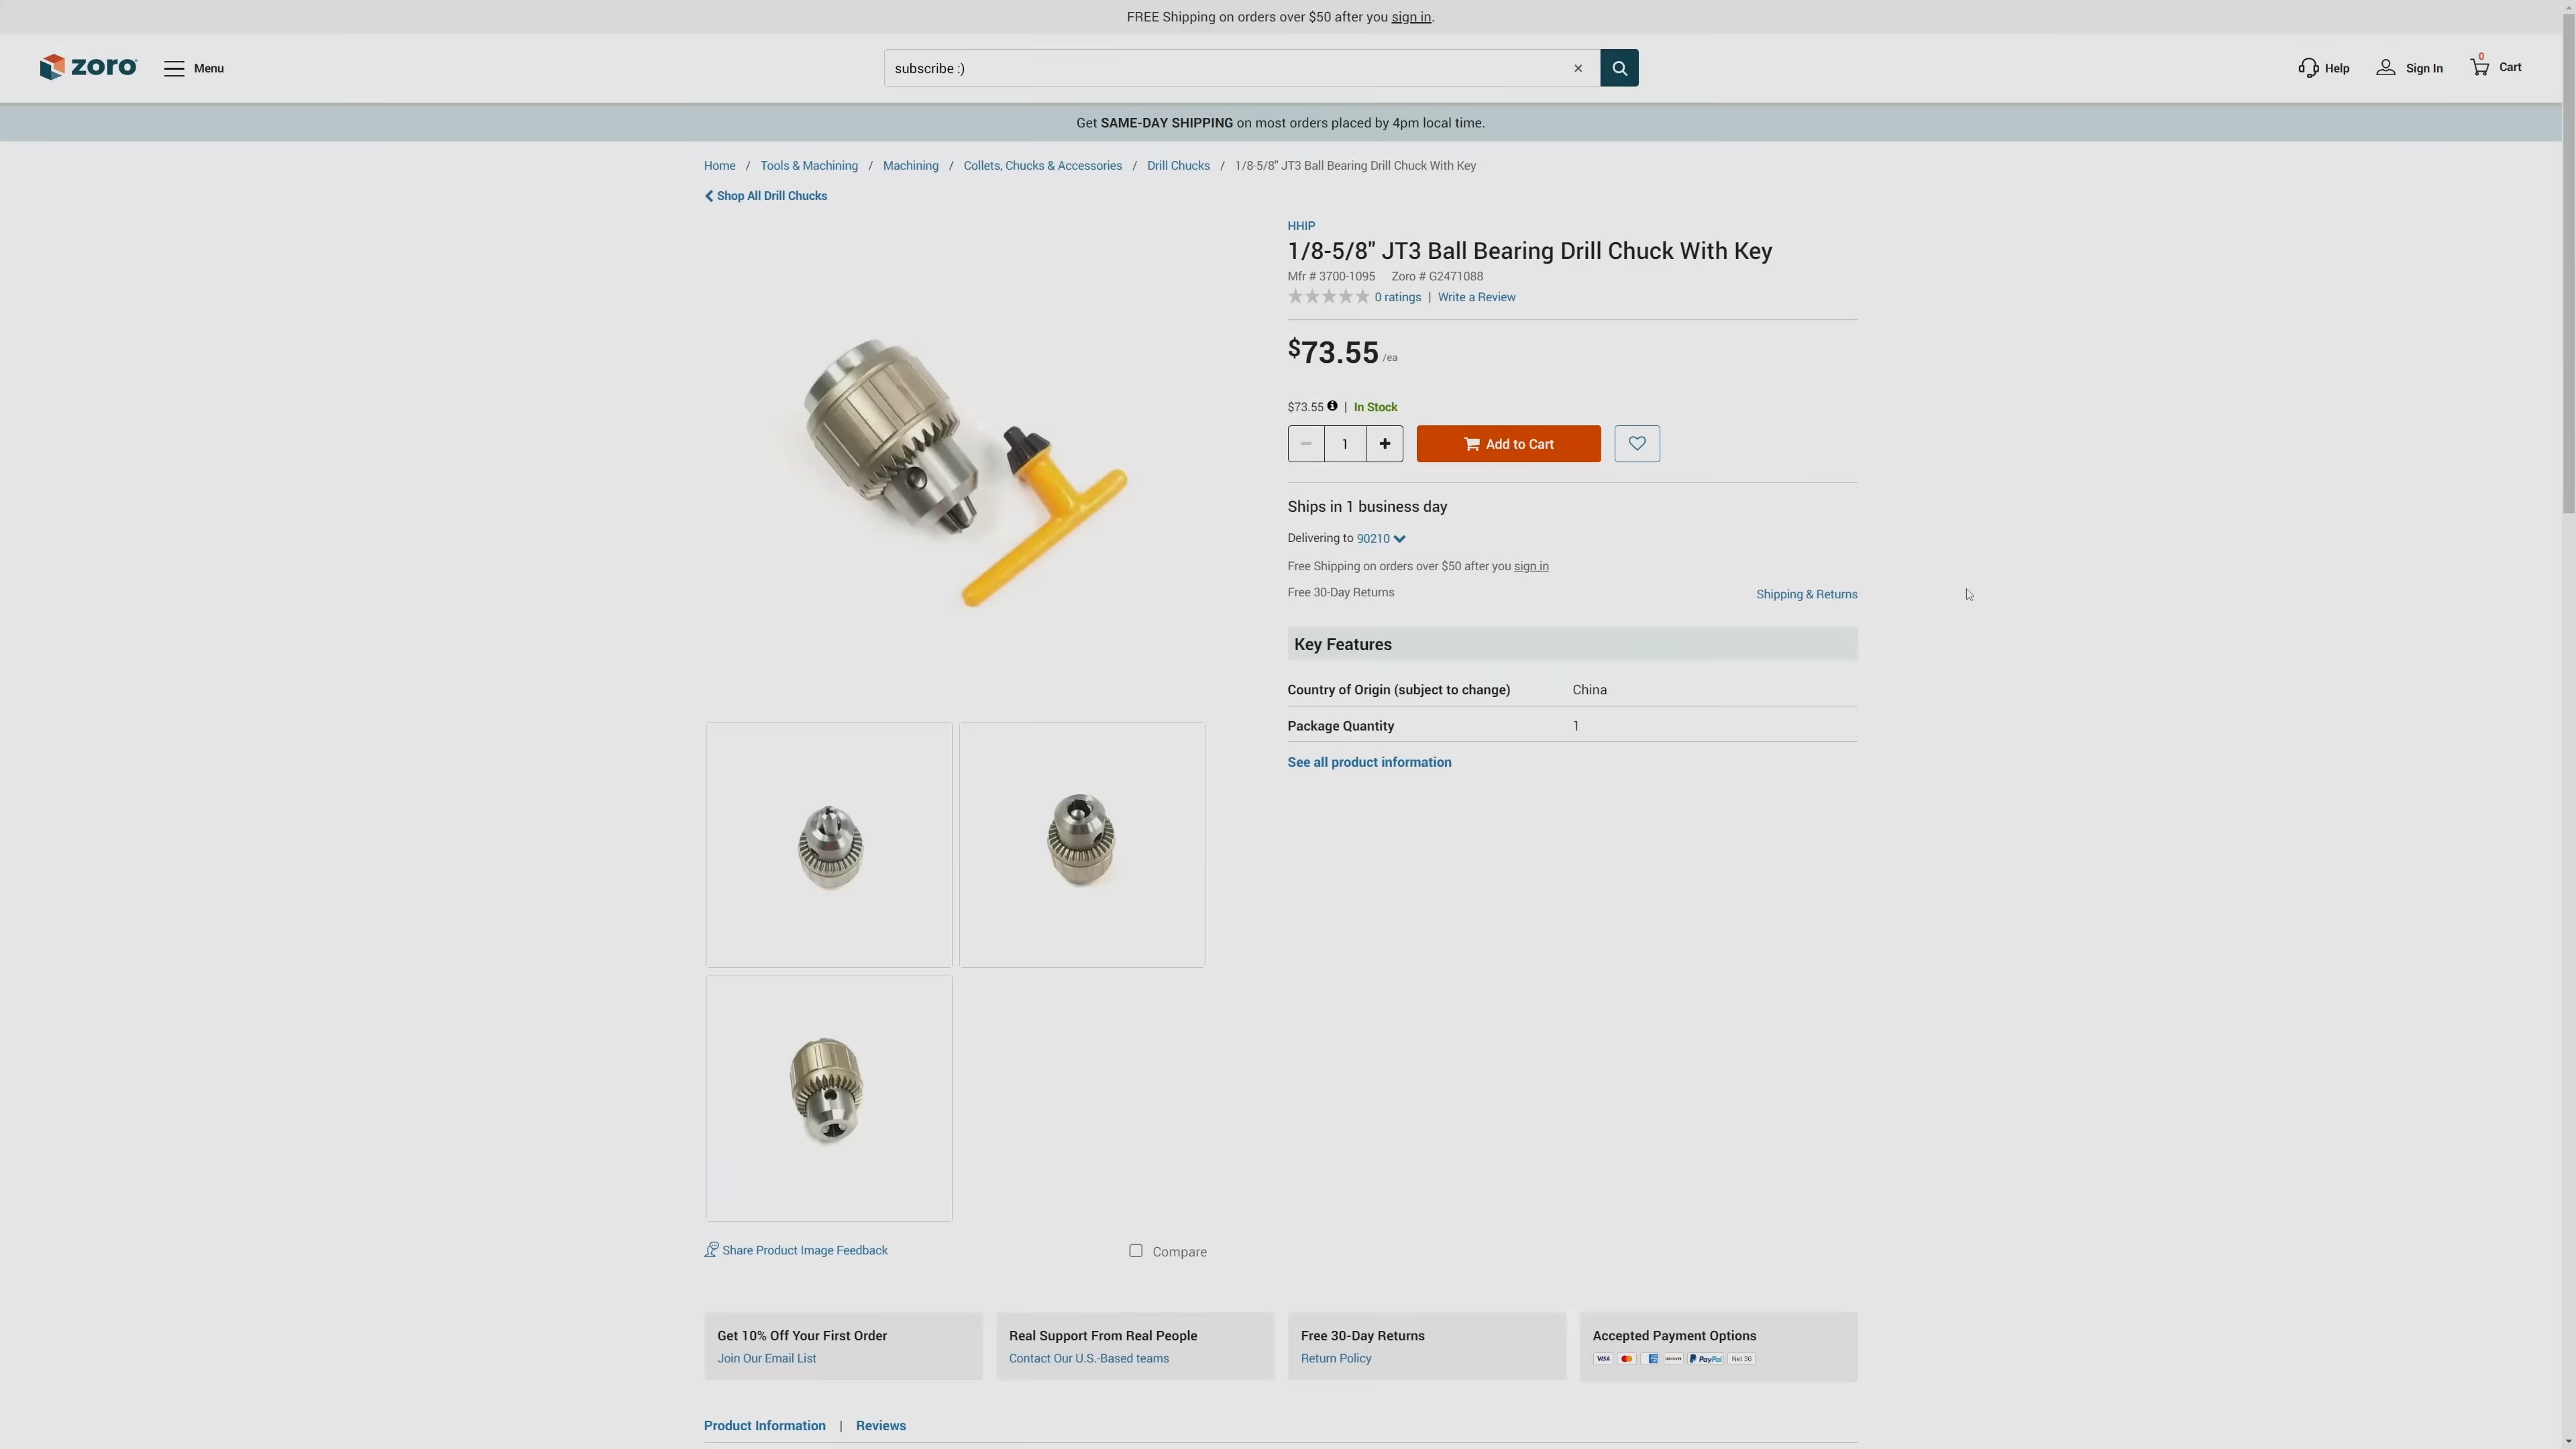 FREE Shipping on orders over $50 after you sign in.
zoro
Menu
subscribe :)
Help
Sign In
0
Cart
Get SAME-DAY SHIPPING on most orders placed by 4pm local time.
Home / Tools & Machining / Machining / Collets, Chucks & Accessories / Drill Chucks / 1/8-5/8" JT3 Ball Bearing Drill Chuck With Key
Shop All Drill Chucks
HHIP
1/8-5/8" JT3 Ball Bearing Drill Chuck With Key
Mfr # 3700-1095 Zoro # G2471088
0 ratings | Write a Review
$73.55 /ea
$73.55 | In Stock
1
Add to Cart
Ships in 1 business day
Delivering to 90210
Free Shipping on orders over $50 after you sign in
Free 30-Day Returns
Shipping & Returns
Key Features
Country of Origin (subject to change) China
Package Quantity 1
See all product information
Share Product Image Feedback
Compare
Get 10% Off Your First Order
Join Our Email List
Real Support From Real People
Contact Our U.S.-Based teams
Free 30-Day Returns
Return Policy
Accepted Payment Options
VISA
DISCOVER
PayPal
Net 30
Product Information | Reviews